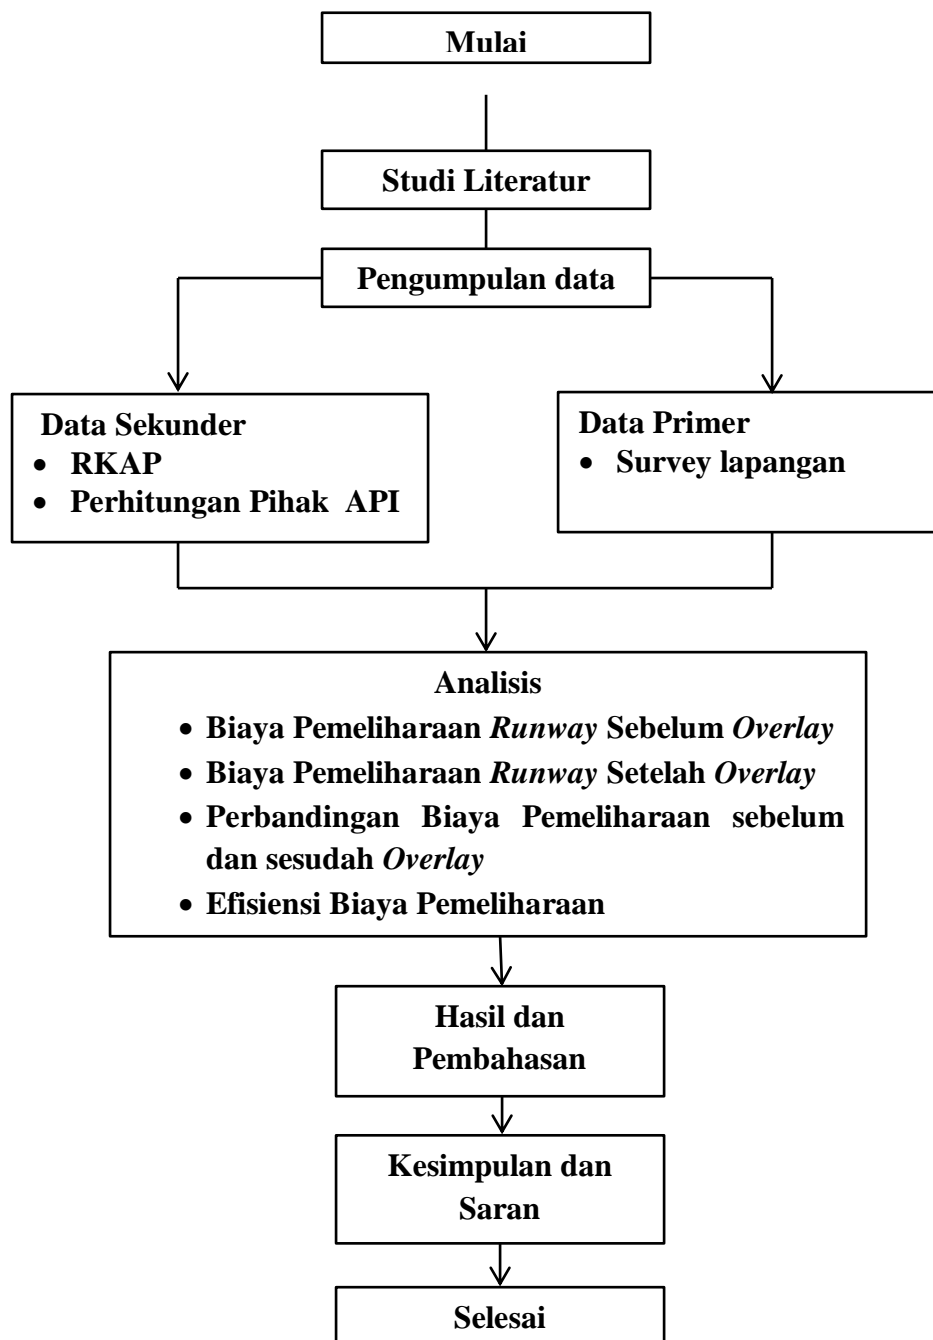 Mulai
Studi Literatur
Pengumpulan data
Data Sekunder
• RKAP
• Perhitungan Pihak API
Data Primer
• Survey lapangan
Analisis
• Biaya Pemeliharaan Runway Sebelum Overlay
• Biaya Pemeliharaan Runway Setelah Overlay
• Perbandingan Biaya Pemeliharaan sebelum
dan sesudah Overlay
• Efisiensi Biaya Pemeliharaan
Hasil dan
Pembahasan
Kesimpulan dan
Saran
Selesai